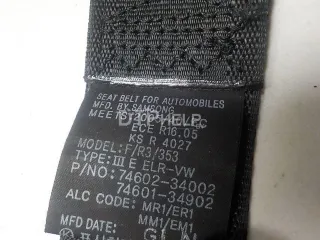 SEAT BELT FOR AUTOMOBILES
MFD. BY SAMSONG
MEETS
ECE R16.05
KS R 4027
MODEL: F/R3/353
TYPE: III E ELR-VW
P/NO: 74602-34002
74601-34902
ALC CODE: MR1/ER1
MM1/EM1
MFD DATE: